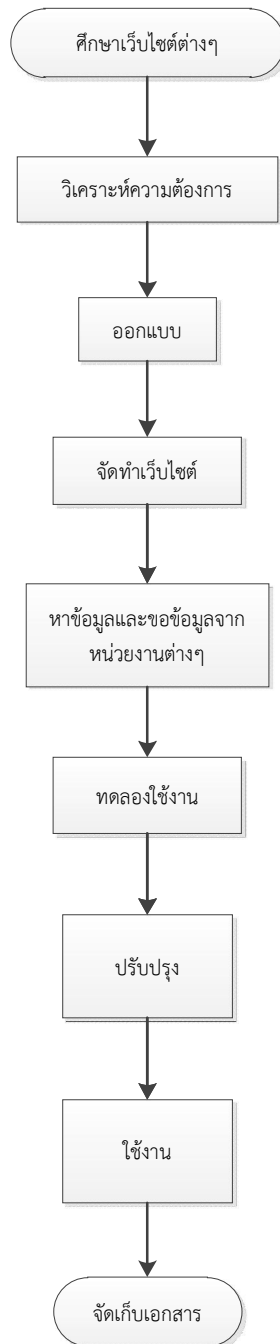 ศึกษาเว็บไซต์ต่างๆ
วิเคราะห์ความต้องการ
ออกแบบ
จัดทำเว็บไซต์
หาข้อมูลและขอข้อมูลจาก
หน่วยงานต่างๆ
ทดลองใช้งาน
ปรับปรุง
ใช้งาน
จัดเก็บเอกสาร